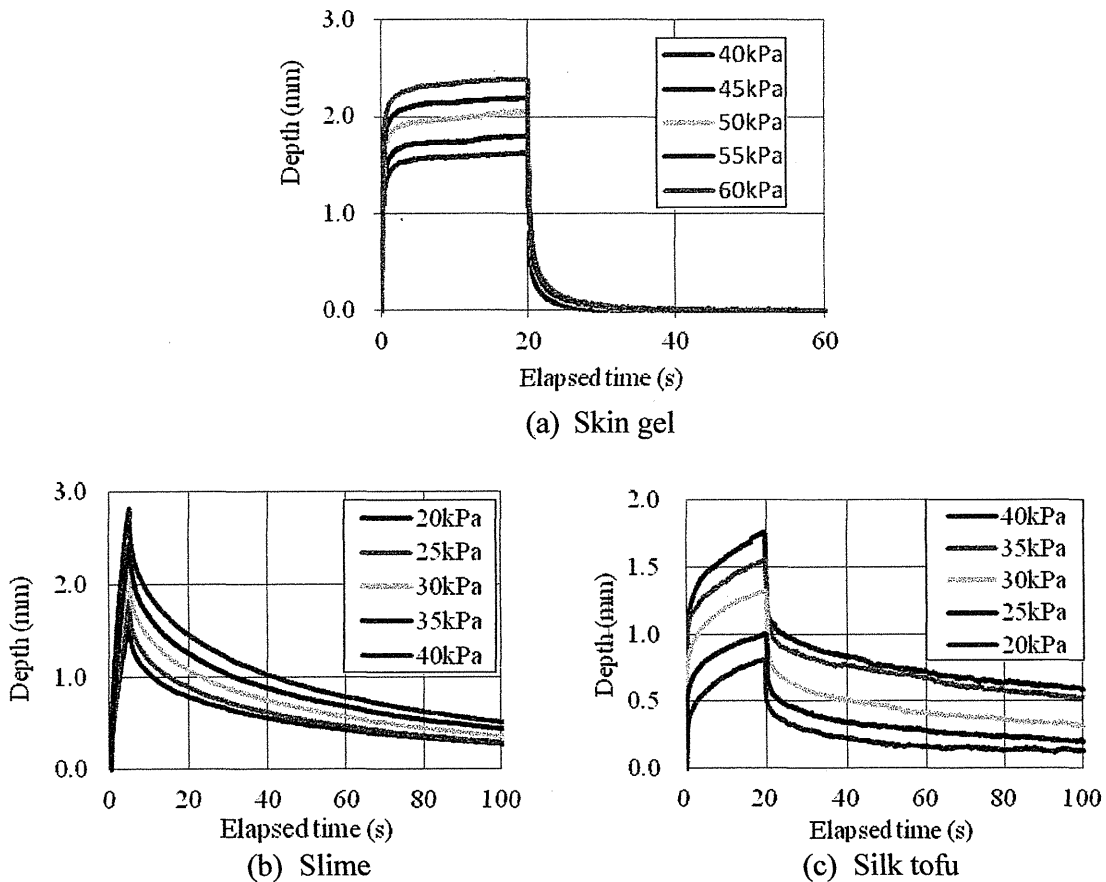 3.0
2.0
1.0
0.0
Depth (mm)
40kPa
45kPa
50kPa
55kPa
60kPa
0
20
40
60
Elapsed time (s)
(a) Skin gel
3.0
2.0
1.0
0.0
Depth (mm)
20kPa
25kPa
30kPa
35kPa
40kPa
0
20
40
60
80
100
Elapsed time (s)
(b) Slime
2.0
1.5
1.0
0.5
0.0
Depth (mm)
40kPa
35kPa
30kPa
25kPa
20kPa
0
20
40
60
80
100
Elapsed time (s)
(c) Silk tofu